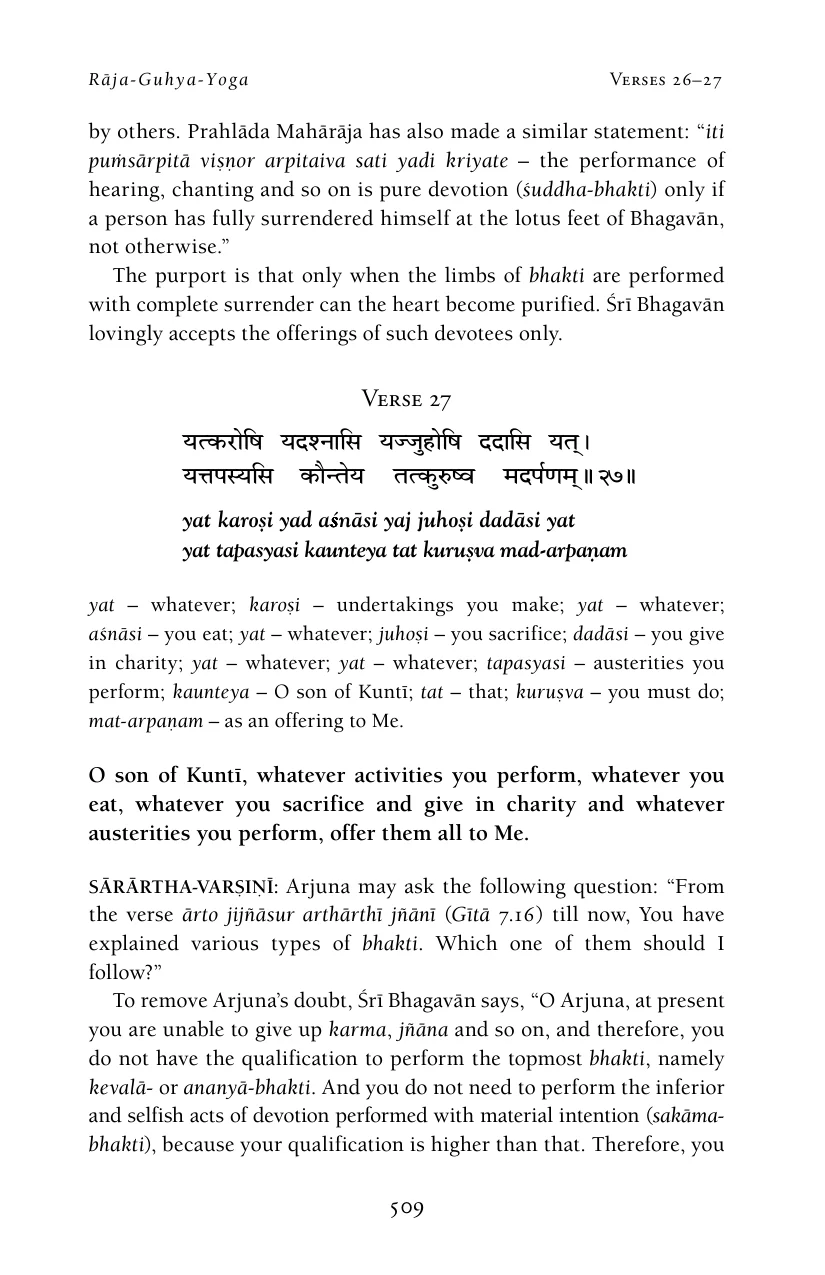 Rāja-Guhya-Yoga Verses 26–27
by others. Prahlāda Mahārāja has also made a similar statement: “iti
puṁsārpitā viṣṇor arpitaiva sati yadi kriyate – the performance of
hearing, chanting and so on is pure devotion (śuddha-bhakti) only if
a person has fully surrendered himself at the lotus feet of Bhagavān,
not otherwise.”
The purport is that only when the limbs of bhakti are performed
with complete surrender can the heart become purified. Śrī Bhagavān
lovingly accepts the offerings of such devotees only.
Verse 27
यत्करोषि यदश्नासि यज्जुहोषि ददासि यत्।
यत्तपस्यसि कौन्तेय तत्कुरुष्व मदर्पणम्॥२७॥
yat karoṣi yad aśnāsi yaj juhoṣi dadāsi yat
yat tapasyasi kaunteya tat kuruṣva mad-arpaṇam
yat – whatever; karoṣi – undertakings you make; yat – whatever;
aśnāsi – you eat; yat – whatever; juhoṣi – you sacrifice; dadāsi – you give
in charity; yat – whatever; yat – whatever; tapasyasi – austerities you
perform; kaunteya – O son of Kuntī; tat – that; kuruṣva – you must do;
mat-arpaṇam – as an offering to Me.
O son of Kuntī, whatever activities you perform, whatever you
eat, whatever you sacrifice and give in charity and whatever
austerities you perform, offer them all to Me.
SĀRĀRTHA-VARṢIṆĪ: Arjuna may ask the following question: “From
the verse ārto jijñāsur arthārthī jñānī (Gītā 7.16) till now, You have
explained various types of bhakti. Which one of them should I
follow?”
To remove Arjuna’s doubt, Śrī Bhagavān says, “O Arjuna, at present
you are unable to give up karma, jñāna and so on, and therefore, you
do not have the qualification to perform the topmost bhakti, namely
kevalā- or ananyā-bhakti. And you do not need to perform the inferior
and selfish acts of devotion performed with material intention (sakāma-
bhakti), because your qualification is higher than that. Therefore, you
509